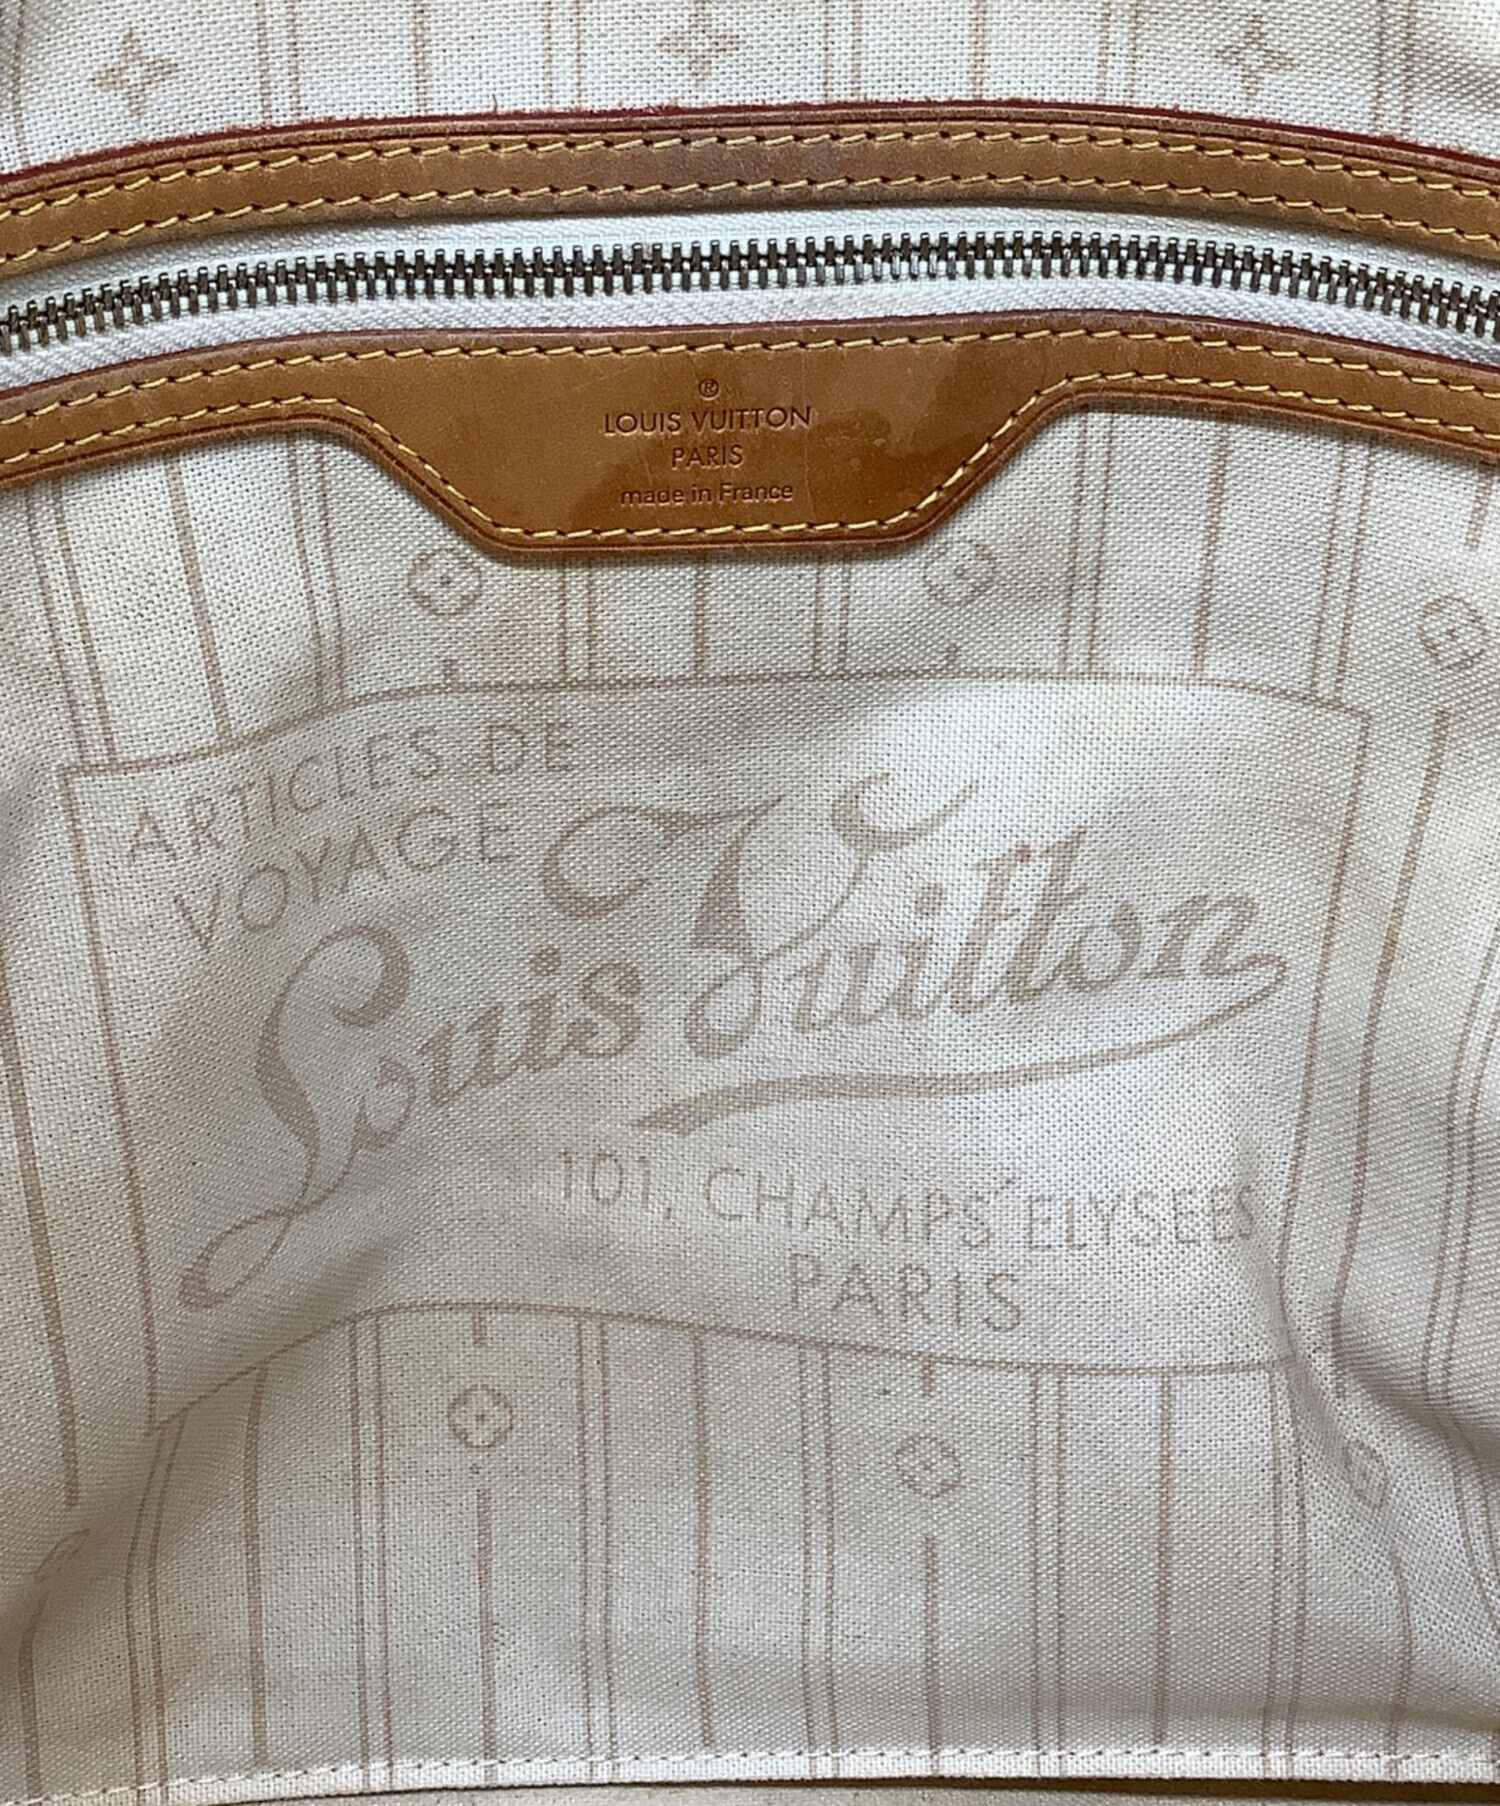 ®
LOUIS VUITTON
PARIS
made in France
ARTICLES DE
VOYAGE
Louis Vuitton
101, CHAMPS ELYSEES
PARIS